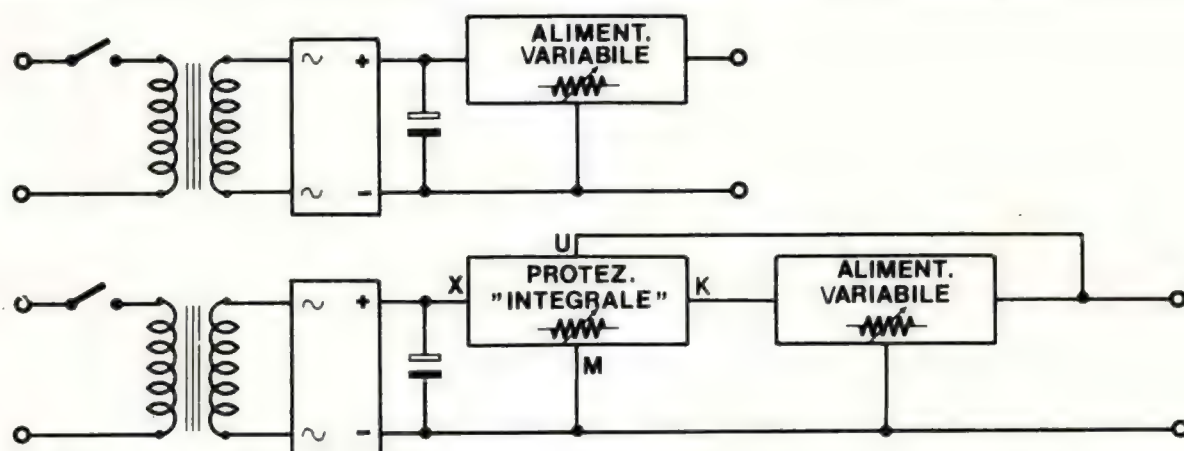 ALIMENT.
VARIABILE
~ +
~ -
U
X PROTEZ. K ALIMENT.
"INTEGRALE" VARIABILE
M
~ +
~ -